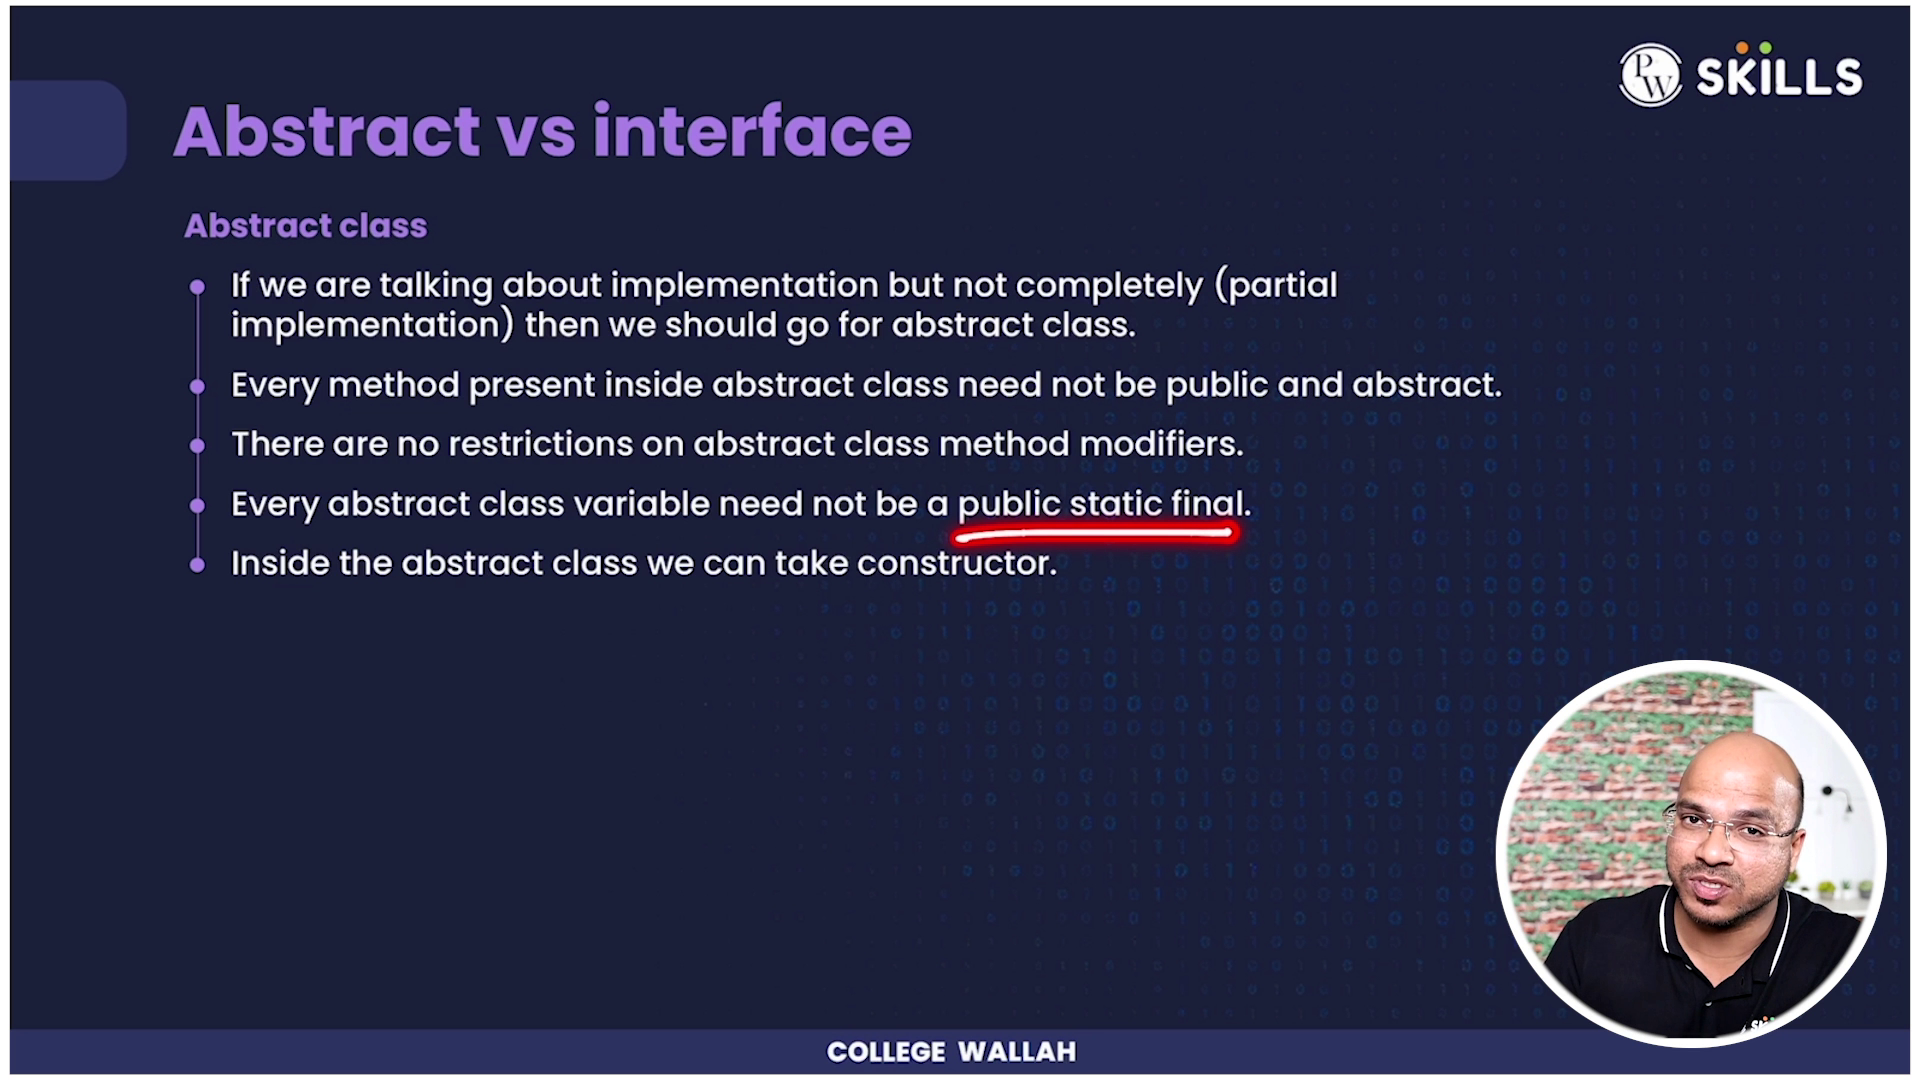 PW SKILLS
Abstract vs interface
Abstract class
If we are talking about implementation but not completely (partial
implementation) then we should go for abstract class.
Every method present inside abstract class need not be public and abstract.
There are no restrictions on abstract class method modifiers.
Every abstract class variable need not be a public static final.
Inside the abstract class we can take constructor.
COLLEGE WALLAH